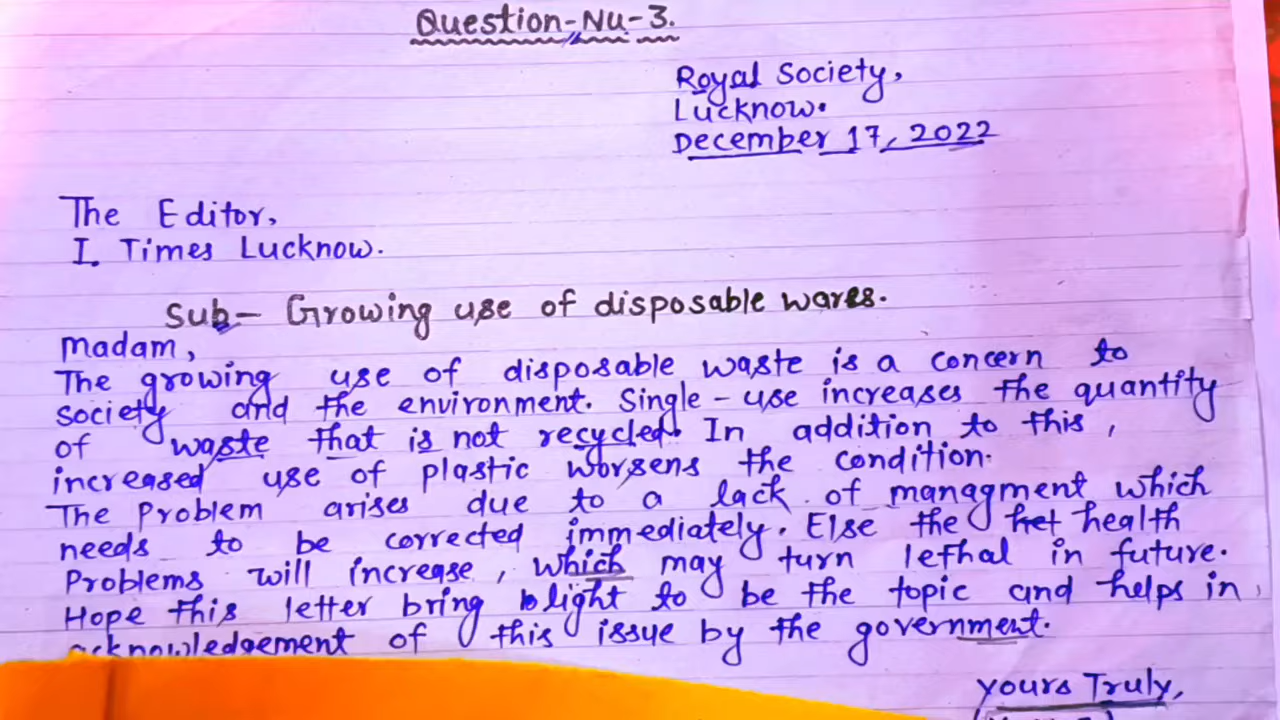 Question-Nu-3.
Royal Society,
Lucknow.
December 17, 2022
The Editor,
I. Times Lucknow.
Sub- Growing use of disposable wares.
Madam,
The growing use of disposable waste is a concern to
society and the environment. Single-use increases the quantity
of waste that is not recycled. In addition to this,
increased use of plastic worsens the condition.
The Problem arises due to a lack of managment which
needs to be corrected immediately. Else the het health
Problems will increase, which may turn lethal in future.
Hope this letter bring light to be the topic and helps in
acknowledgement of this issue by the government.
yours Truly,